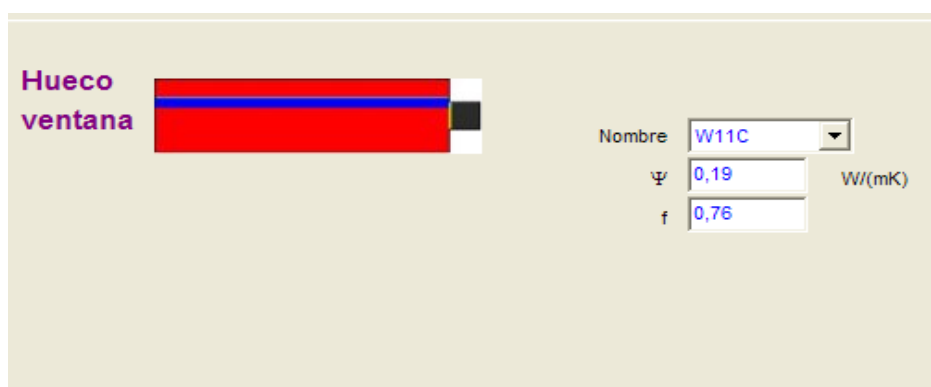 Hueco
ventana
Nombre W11C
Ψ 0,19 W/(mK)
f 0,76